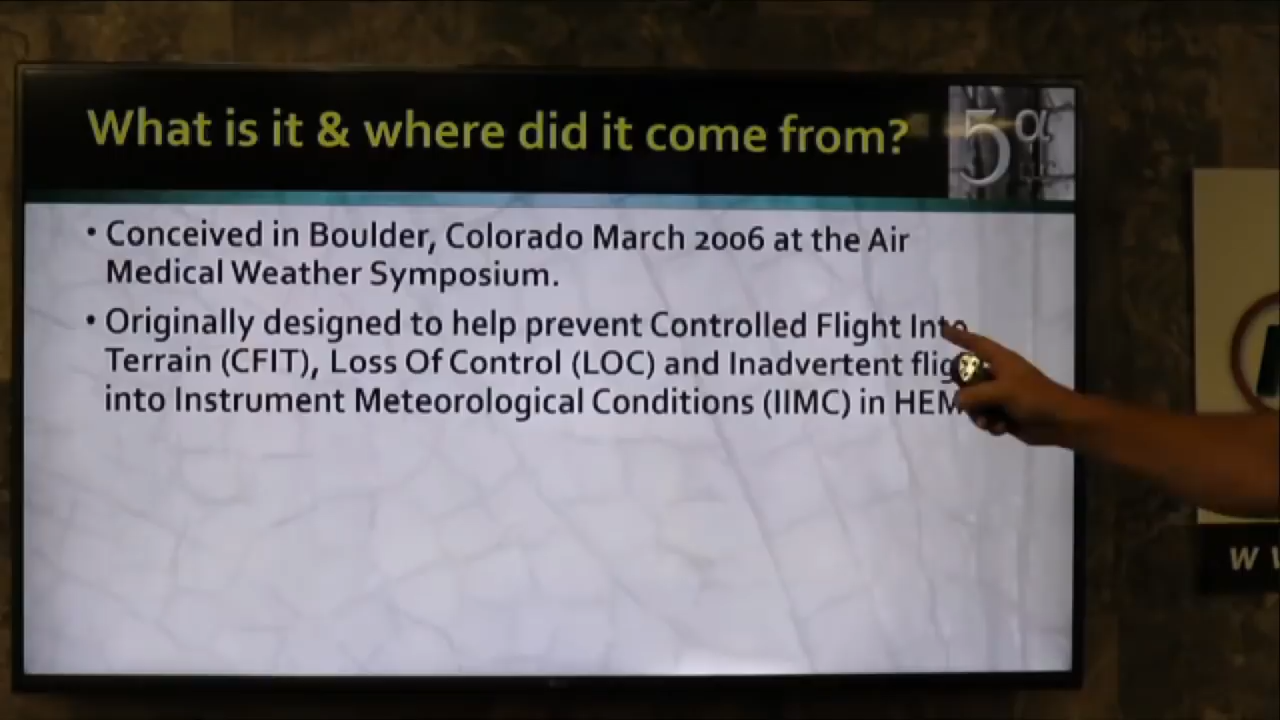 What is it & where did it come from?
5α
• Conceived in Boulder, Colorado March 2006 at the Air
Medical Weather Symposium.
• Originally designed to help prevent Controlled Flight Into
Terrain (CFIT), Loss Of Control (LOC) and Inadvertent
into Instrument Meteorological Conditions (IIMC) in